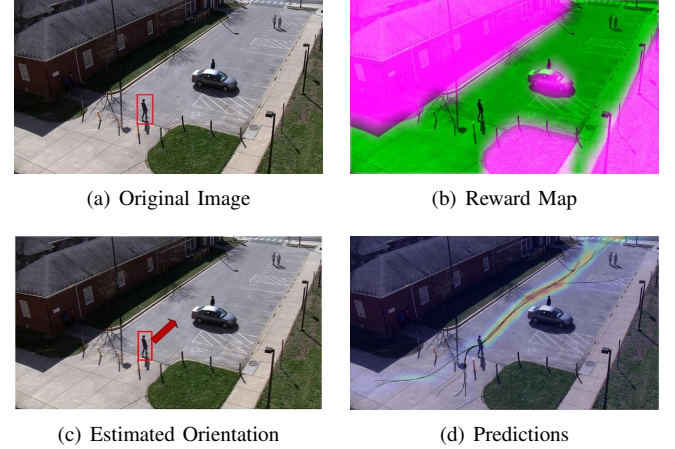 (a) Original Image
(b) Reward Map
(c) Estimated Orientation
(d) Predictions